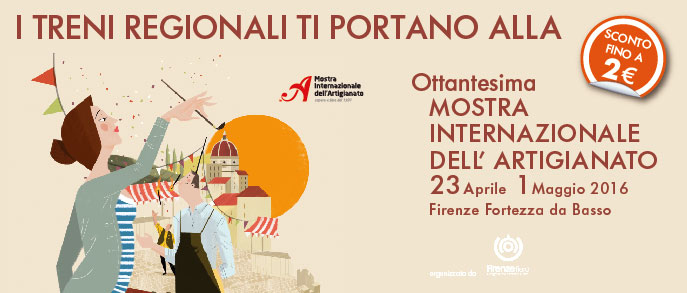 I TRENI REGIONALI TI PORTANO ALLA
SCONTO
FINO A
2€
Mostra
Internazionale
dell'Artigianato
Ottantesima
MOSTRA
INTERNAZIONALE
DELL' ARTIGIANATO
23 Aprile 1 Maggio 2016
Firenze Fortezza da Basso
organizzato da
Firenzefiera